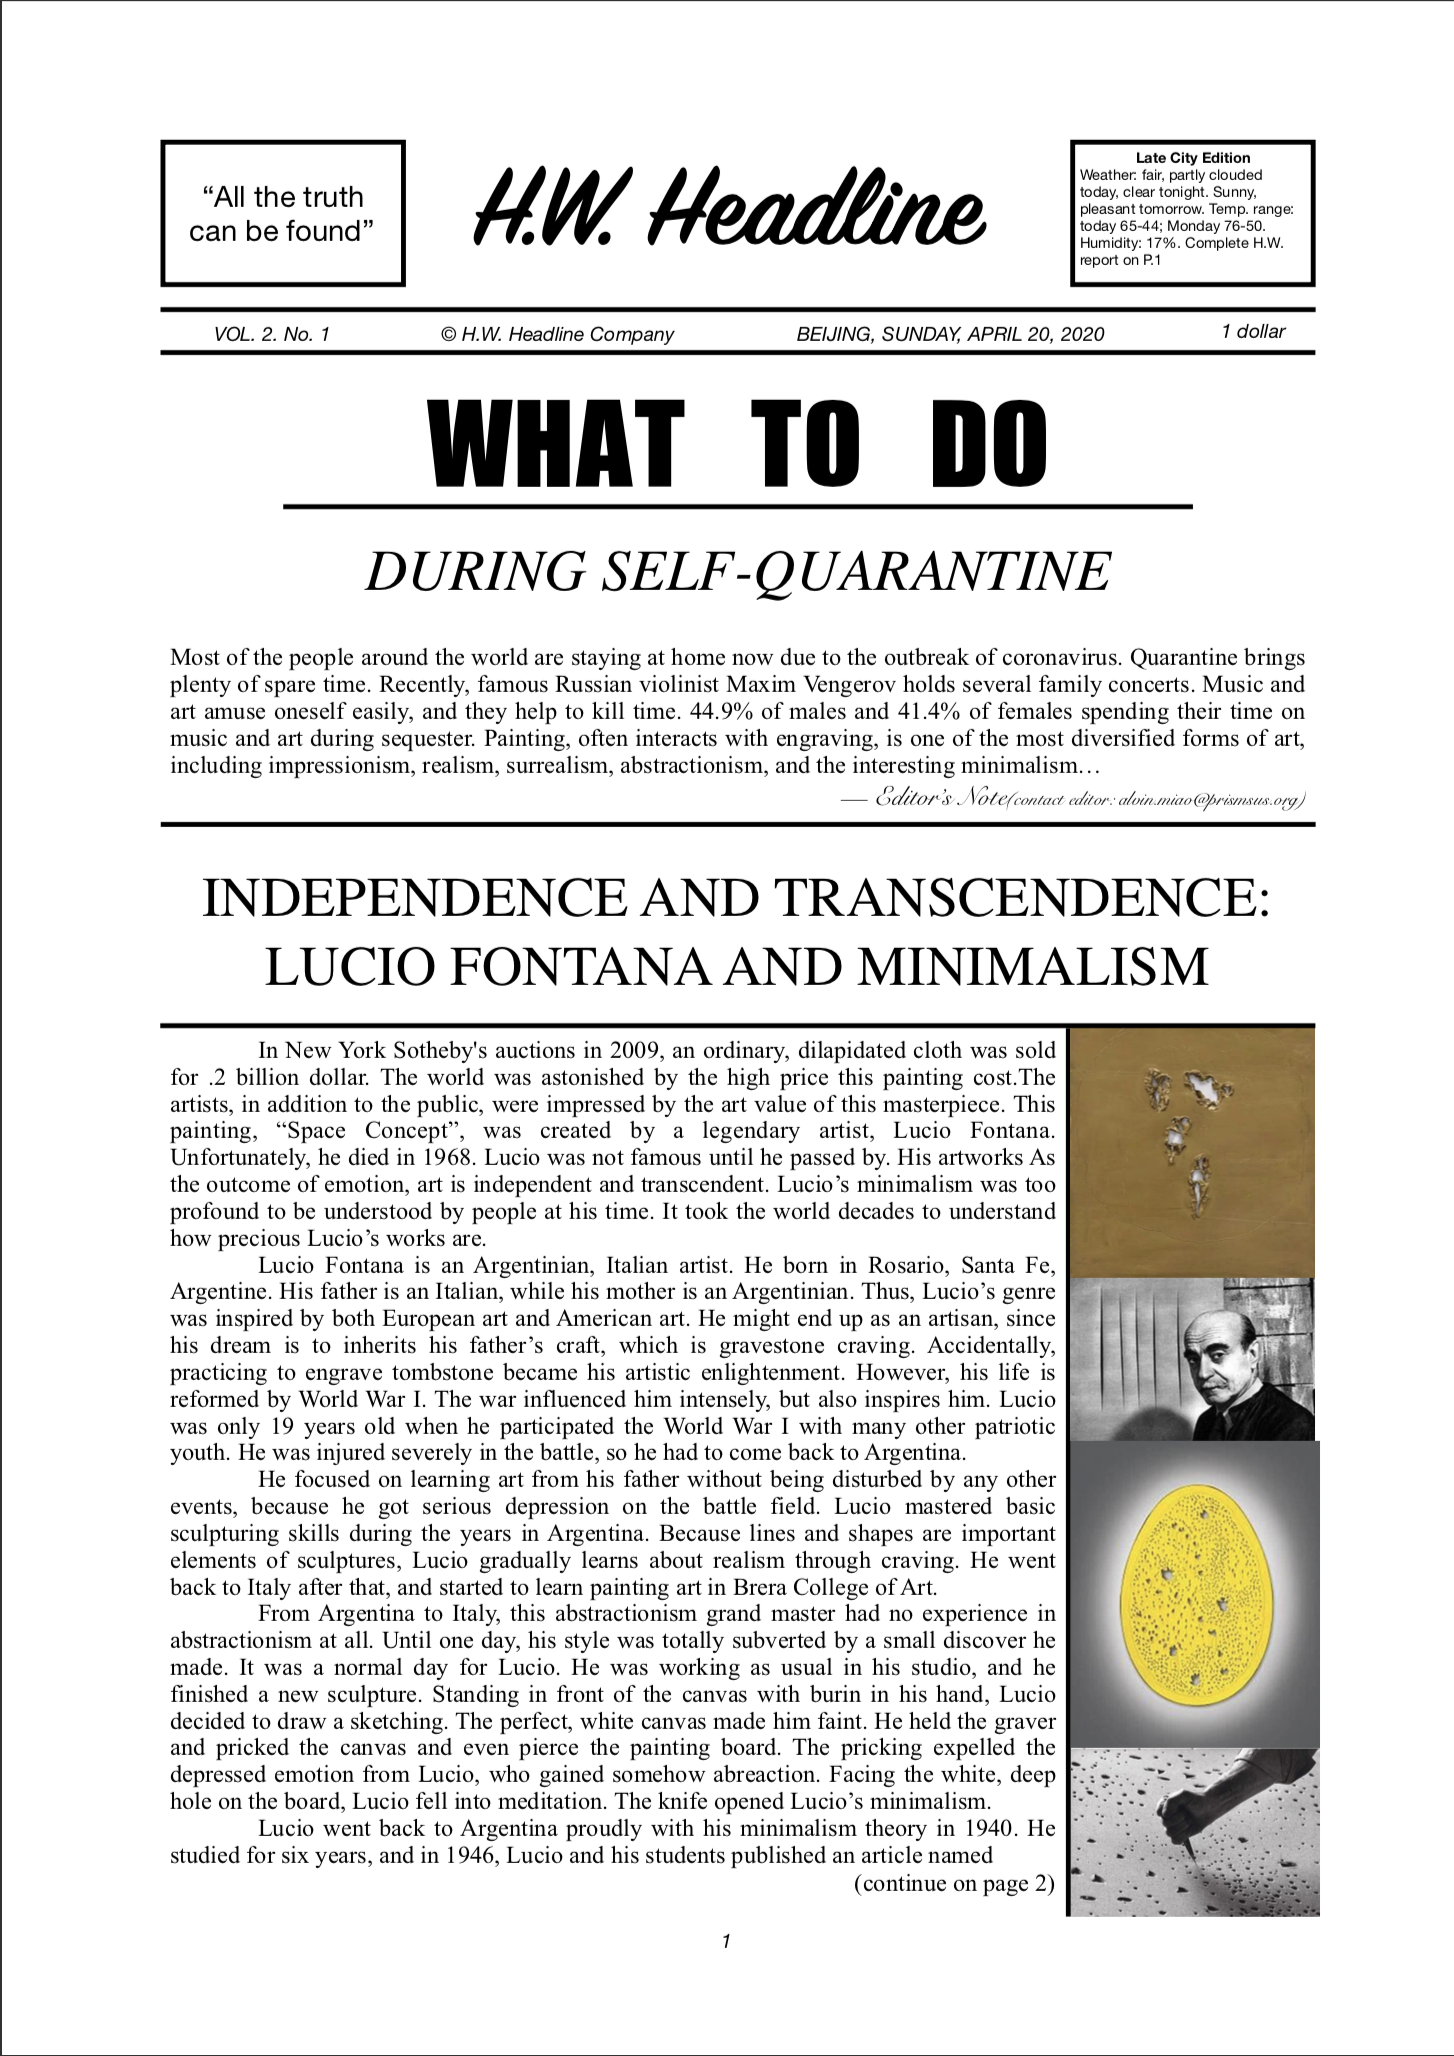 “All the truth
can be found”
H.W. Headline
Late City Edition
Weather: fair, partly clouded
today, clear tonight. Sunny,
pleasant tomorrow. Temp. range:
today 65-44; Monday 76-50.
Humidity: 17%. Complete H.W.
report on P.1
VOL. 2. No. 1 © H.W. Headline Company BEIJING, SUNDAY, APRIL 20, 2020 1 dollar
WHAT TO DO
DURING SELF-QUARANTINE
Most of the people around the world are staying at home now due to the outbreak of coronavirus. Quarantine brings
plenty of spare time. Recently, famous Russian violinist Maxim Vengerov holds several family concerts. Music and
art amuse oneself easily, and they help to kill time. 44.9% of males and 41.4% of females spending their time on
music and art during sequester. Painting, often interacts with engraving, is one of the most diversified forms of art,
including impressionism, realism, surrealism, abstractionism, and the interesting minimalism…
— Editor’s Note(contact editor: alvin.miao@prismsus.org)
INDEPENDENCE AND TRANSCENDENCE:
LUCIO FONTANA AND MINIMALISM
In New York Sotheby's auctions in 2009, an ordinary, dilapidated cloth was sold
for .2 billion dollar. The world was astonished by the high price this painting cost.The
artists, in addition to the public, were impressed by the art value of this masterpiece. This
painting, “Space Concept”, was created by a legendary artist, Lucio Fontana.
Unfortunately, he died in 1968. Lucio was not famous until he passed by. His artworks As
the outcome of emotion, art is independent and transcendent. Lucio’s minimalism was too
profound to be understood by people at his time. It took the world decades to understand
how precious Lucio’s works are.
Lucio Fontana is an Argentinian, Italian artist. He born in Rosario, Santa Fe,
Argentine. His father is an Italian, while his mother is an Argentinian. Thus, Lucio’s genre
was inspired by both European art and American art. He might end up as an artisan, since
his dream is to inherits his father’s craft, which is gravestone craving. Accidentally,
practicing to engrave tombstone became his artistic enlightenment. However, his life is
reformed by World War I. The war influenced him intensely, but also inspires him. Lucio
was only 19 years old when he participated the World War I with many other patriotic
youth. He was injured severely in the battle, so he had to come back to Argentina.
He focused on learning art from his father without being disturbed by any other
events, because he got serious depression on the battle field. Lucio mastered basic
sculpturing skills during the years in Argentina. Because lines and shapes are important
elements of sculptures, Lucio gradually learns about realism through craving. He went
back to Italy after that, and started to learn painting art in Brera College of Art.
From Argentina to Italy, this abstractionism grand master had no experience in
abstractionism at all. Until one day, his style was totally subverted by a small discover he
made. It was a normal day for Lucio. He was working as usual in his studio, and he
finished a new sculpture. Standing in front of the canvas with burin in his hand, Lucio
decided to draw a sketching. The perfect, white canvas made him faint. He held the graver
and pricked the canvas and even pierce the painting board. The pricking expelled the
depressed emotion from Lucio, who gained somehow abreaction. Facing the white, deep
hole on the board, Lucio fell into meditation. The knife opened Lucio’s minimalism.
Lucio went back to Argentina proudly with his minimalism theory in 1940. He
studied for six years, and in 1946, Lucio and his students published an article named
(continue on page 2)
1